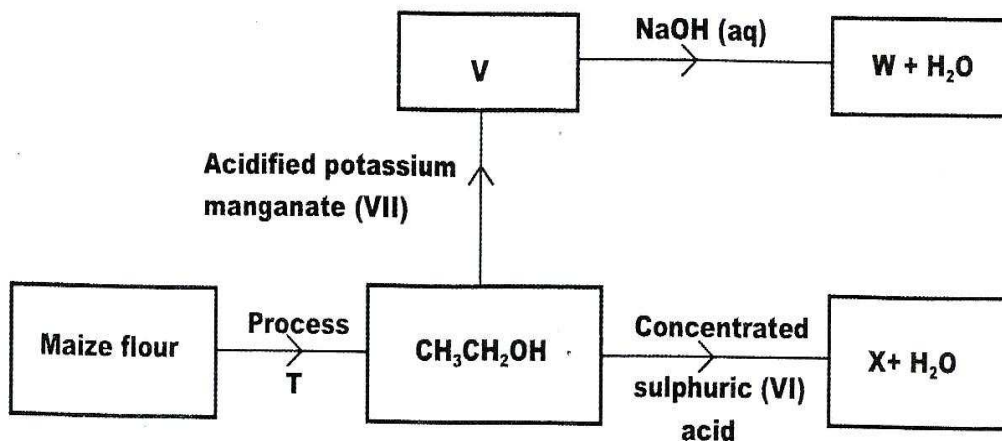 NaOH (aq)
V
W + H₂O
Acidified potassium
manganate (VII)
Maize flour
Process
T
CH₃CH₂OH
Concentrated
sulphuric (VI)
acid
X+ H₂O